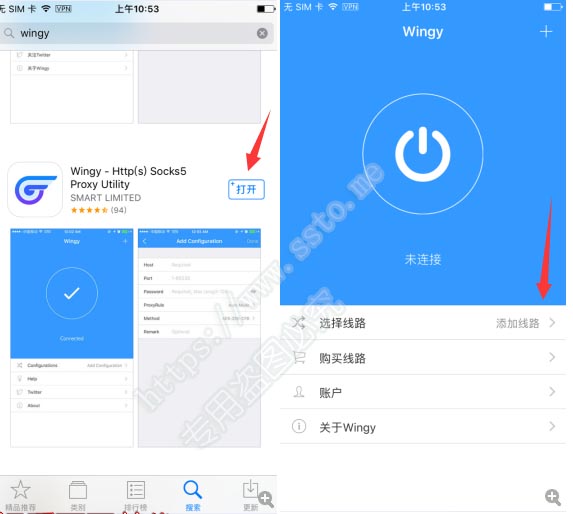 无 SIM 卡 VPN 上午10:53
wingy
关注Twitter
关于Wingy
Wingy - Http(s) Socks5
Proxy Utility
SMART LIMITED
(94)
打开
Wingy
Connected
Configurations Add Configuration
Help
Twitter
About
Add Configuration
Host Required
Port 1-65535
Password
ProxyRule
Method
Remark Optional
精品推荐 类别 排行榜 搜索 更新
无 SIM 卡 VPN 上午10:53
Wingy
未连接
选择线路 添加线路
购买线路
账户
关于Wingy
https://www.ssto.me
专用盗图必究